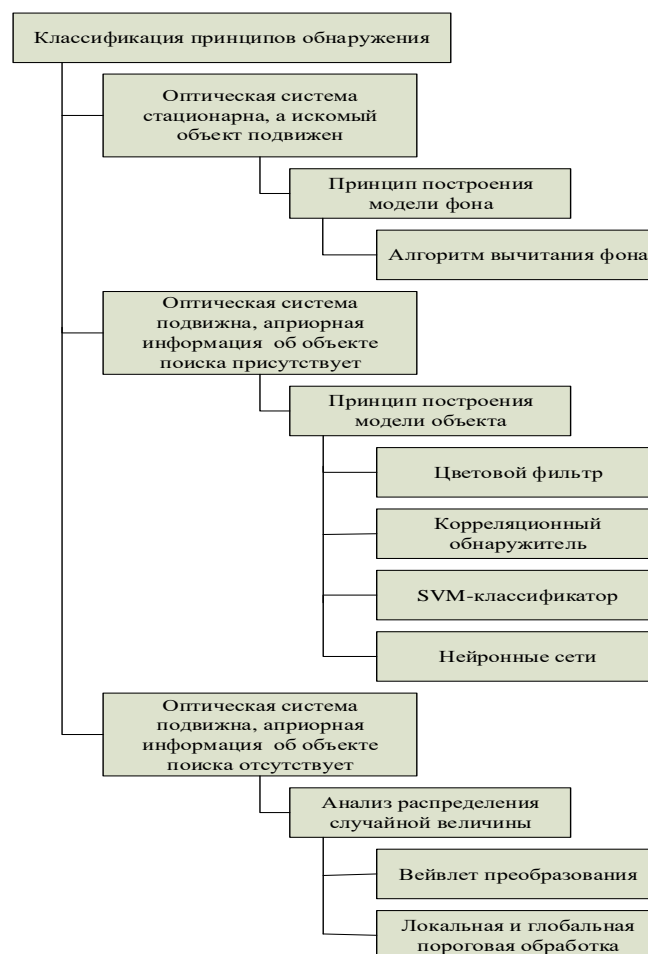 Классификация принципов обнаружения
Оптическая система
стационарна, а искомый
объект подвижен
Принцип построения
модели фона
Алгоритм вычитания фона
Оптическая система
подвижна, априорная
информация об объекте
поиска присутствует
Принцип построения
модели объекта
Цветовой фильтр
Корреляционный
обнаружитель
SVM-классификатор
Нейронные сети
Оптическая система
подвижна, априорная
информация об объекте
поиска отсутствует
Анализ распределения
случайной величины
Вейвлет преобразования
Локальная и глобальная
пороговая обработка